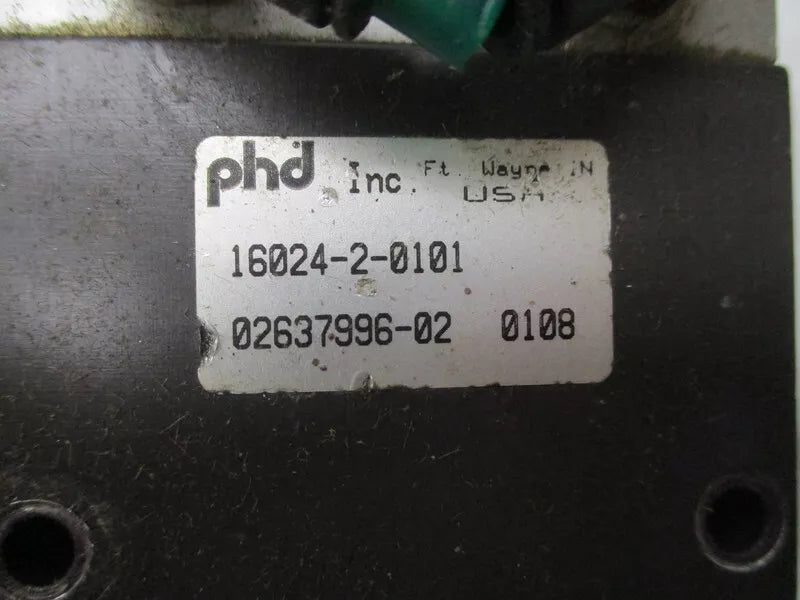 phd Inc. Ft. Wayne IN
USA
16024-2-0101
02637996-02 0108